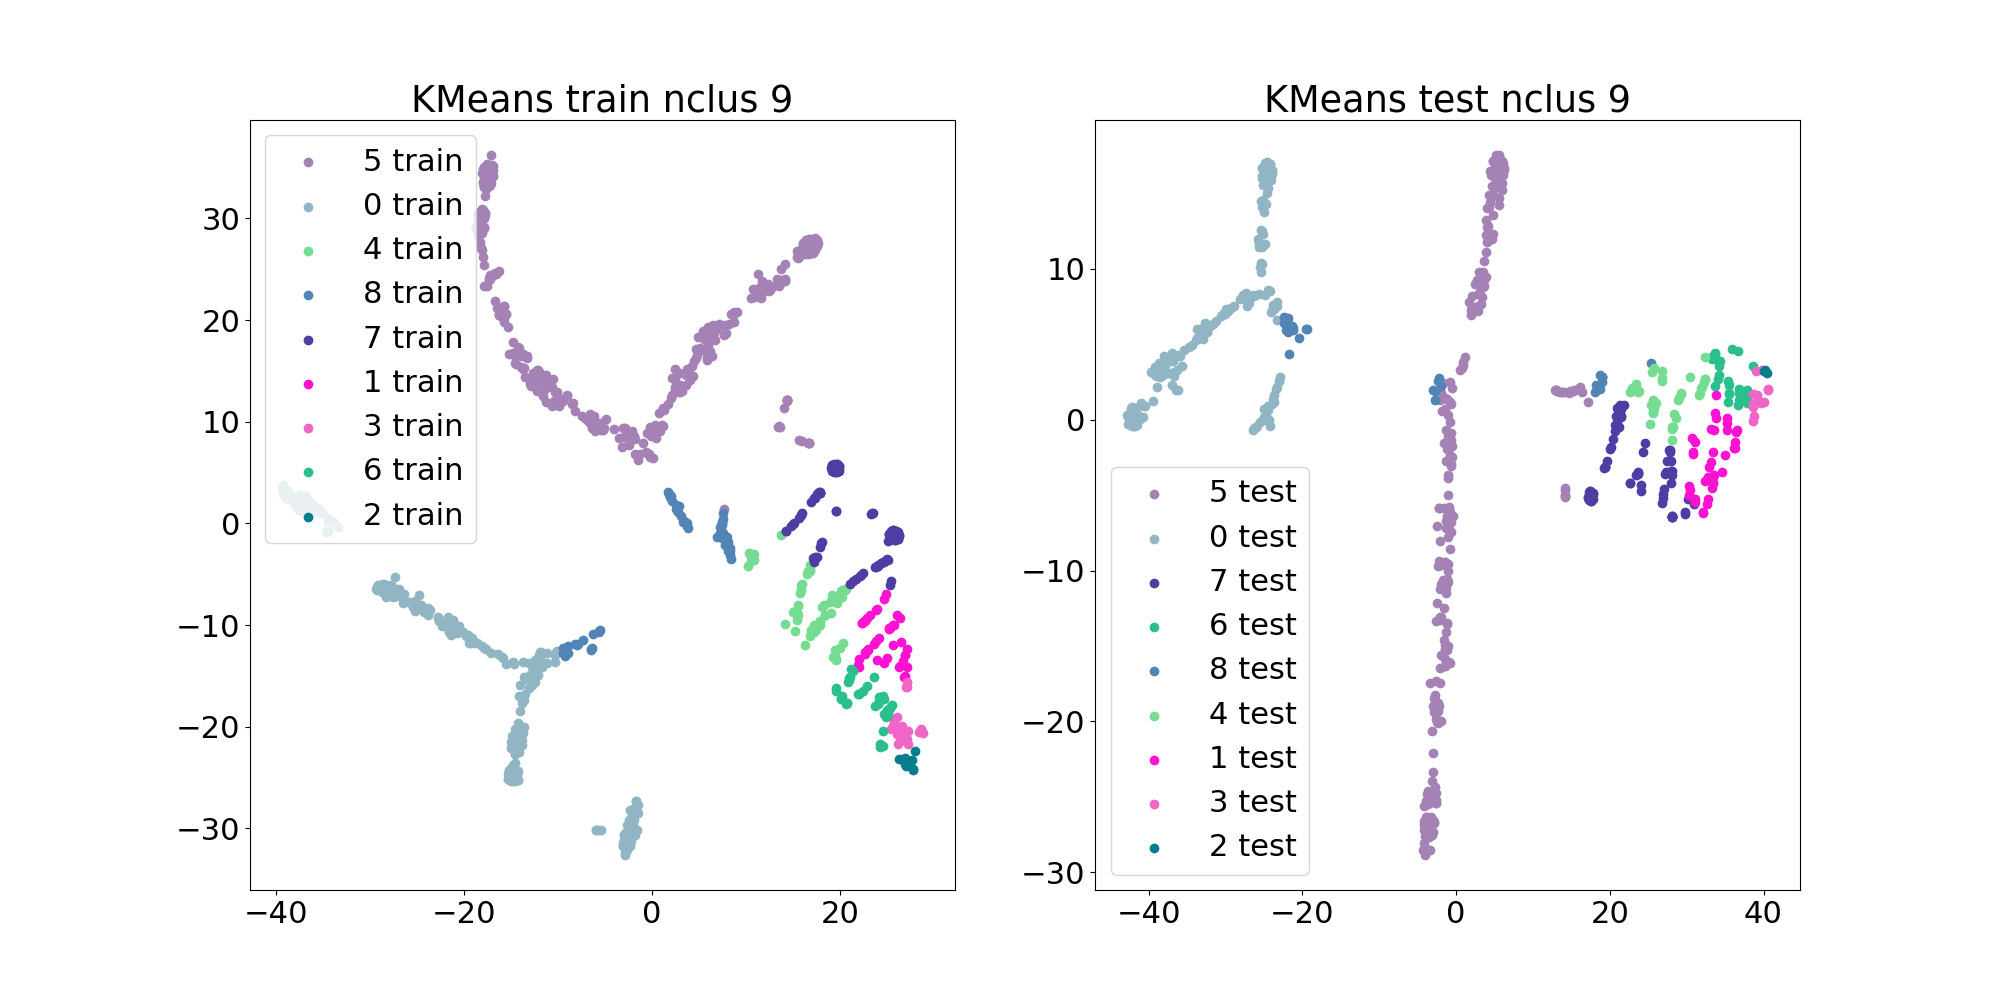 KMeans train nclus 9
5 train
0 train
4 train
8 train
7 train
1 train
3 train
6 train
2 train
30
20
10
0
−10
−20
−30
−40
−20
0
20
KMeans test nclus 9
10
0
−10
−20
−30
5 test
0 test
7 test
6 test
8 test
4 test
1 test
3 test
2 test
−40
−20
0
20
40